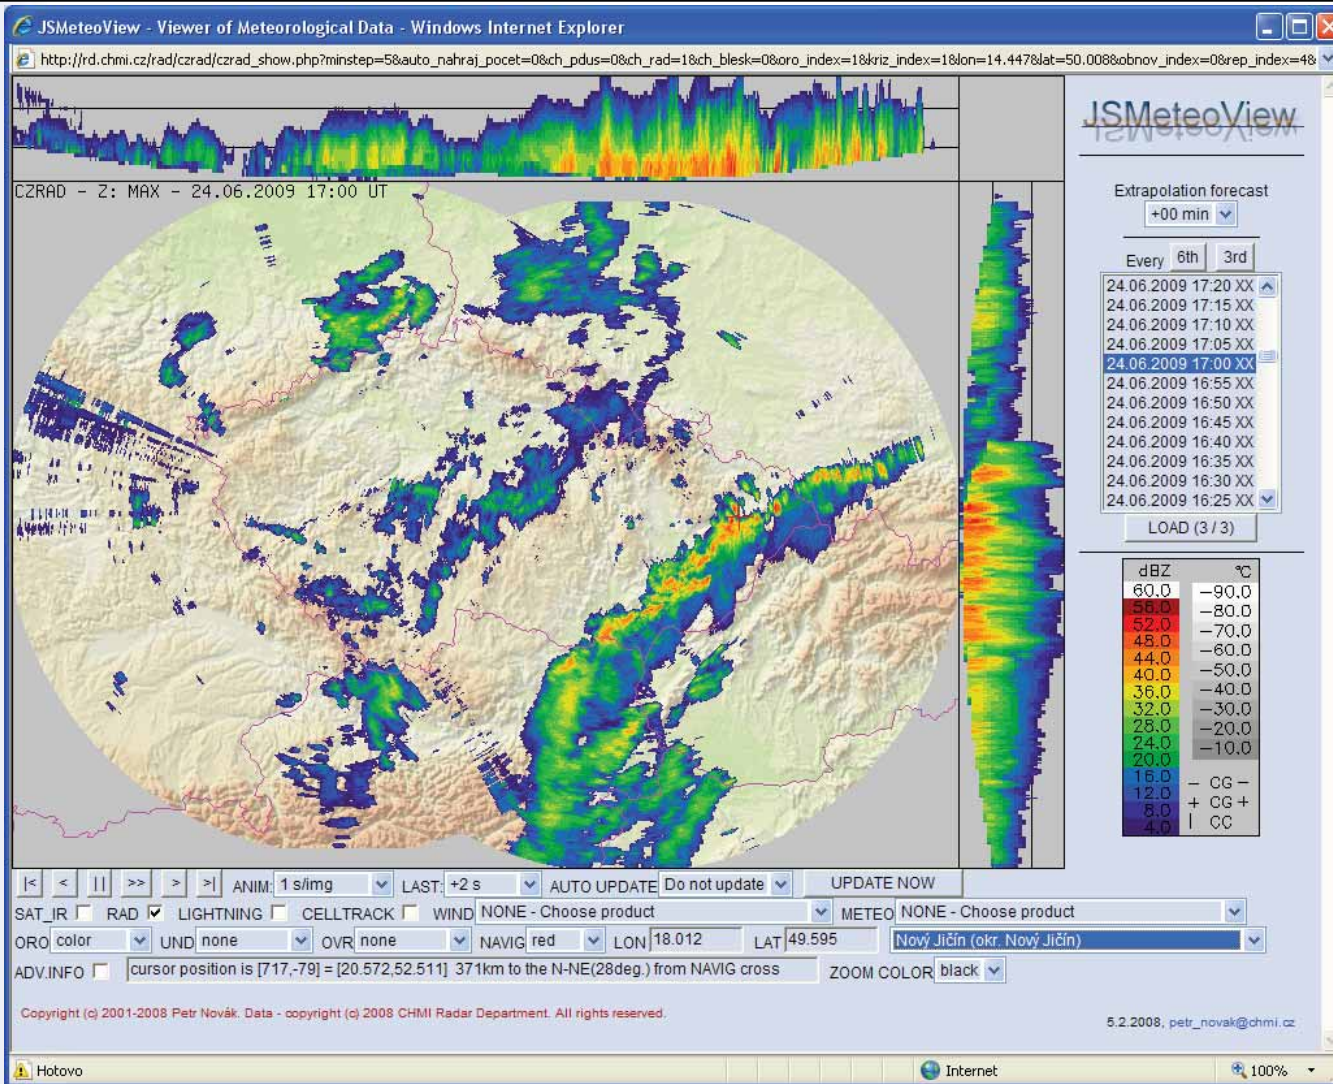 JSMeteoView - Viewer of Meteorological Data - Windows Internet Explorer
http://rd.chmi.cz/rad/czrad/czrad_show.php?minstep=5&auto_nahraj_pocet=0&ch_pdus=0&ch_rad=1&ch_blesk=0&oro_index=1&kriz_index=1&lon=14.447&lat=50.008&obnov_index=0&rep_index=4&
JSMeteoView
CZRAD - Z: MAX - 24.06.2009 17:00 UT
Extrapolation forecast
+00 min
Every 6th 3rd
24.06.2009 17:20 XX
24.06.2009 17:15 XX
24.06.2009 17:10 XX
24.06.2009 17:05 XX
24.06.2009 17:00 XX
24.06.2009 16:55 XX
24.06.2009 16:50 XX
24.06.2009 16:45 XX
24.06.2009 16:40 XX
24.06.2009 16:35 XX
24.06.2009 16:30 XX
24.06.2009 16:25 XX
LOAD (3 / 3)
dBZ °C
60.0 -90.0
56.0 -80.0
52.0 -70.0
48.0 -60.0
44.0 -50.0
40.0 -40.0
36.0 -30.0
32.0 -20.0
28.0 -10.0
24.0
20.0
16.0 - CG -
12.0 + CG +
8.0 | CC
4.0
|< < || >> > >| ANIM: 1 s/img LAST: +2 s AUTO UPDATE Do not update UPDATE NOW
SAT_IR RAD LIGHTNING CELLTRACK WIND NONE - Choose product METEO NONE - Choose product
ORO color UND none OVR none NAVIG red LON 18.012 LAT 49.595 Nový Jičín (okr. Nový Jičín)
ADV.INFO cursor position is [717,-79] = [20.572,52.511] 371km to the N-NE(28deg.) from NAVIG cross ZOOM COLOR black
Copyright (c) 2001-2008 Petr Novák. Data - copyright (c) 2008 CHMI Radar Department. All rights reserved.
5.2.2008, petr_novak@chmi.cz
Hotovo Internet 100%